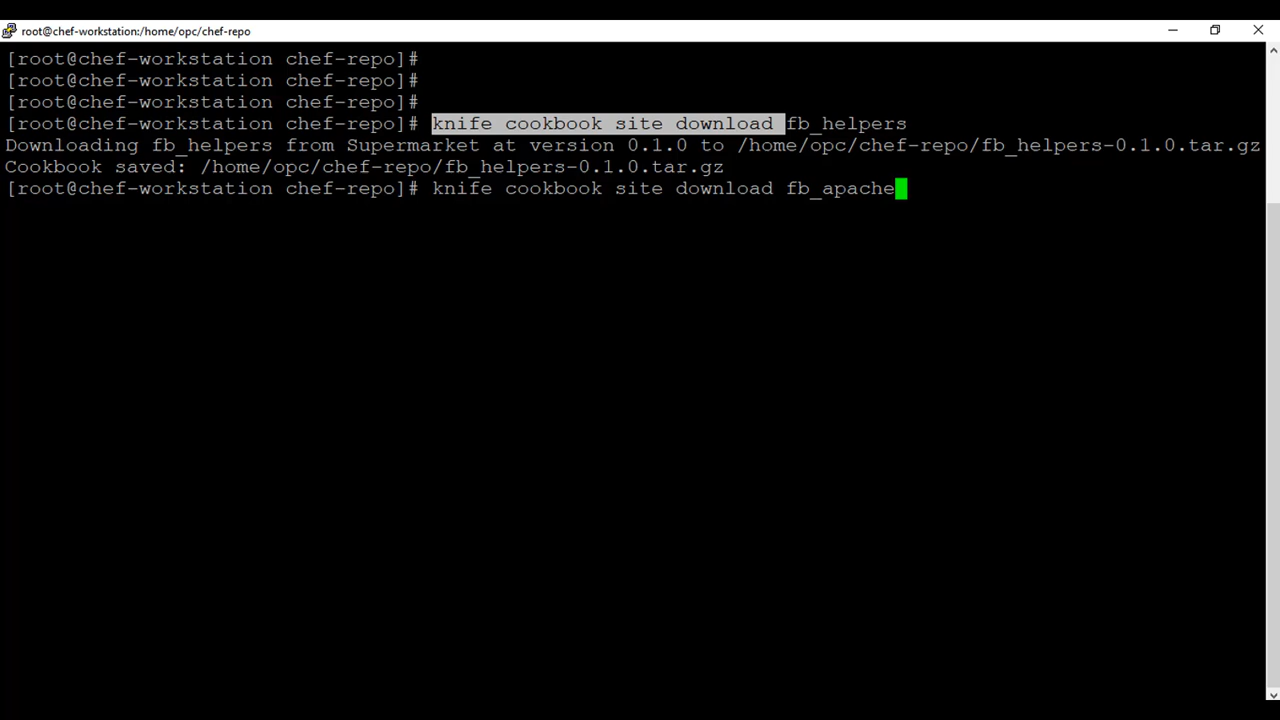 root@chef-workstation:/home/opc/chef-repo
[root@chef-workstation chef-repo]#
[root@chef-workstation chef-repo]#
[root@chef-workstation chef-repo]#
[root@chef-workstation chef-repo]# knife cookbook site download fb_helpers
Downloading fb_helpers from Supermarket at version 0.1.0 to /home/opc/chef-repo/fb_helpers-0.1.0.tar.gz
Cookbook saved: /home/opc/chef-repo/fb_helpers-0.1.0.tar.gz
[root@chef-workstation chef-repo]# knife cookbook site download fb_apache